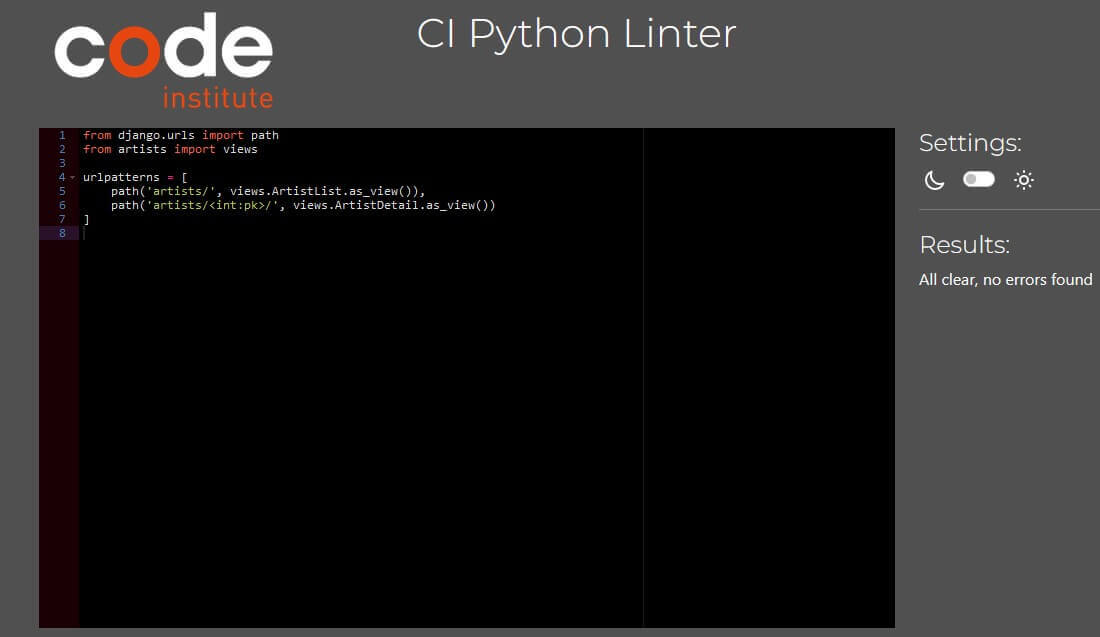 code
institute
CI Python Linter
1 from django.urls import path
2 from artists import views
3
4 urlpatterns = [
5     path('artists/', views.ArtistList.as_view()),
6     path('artists/<int:pk>/', views.ArtistDetail.as_view())
7 ]
8
Settings:
Results:
All clear, no errors found